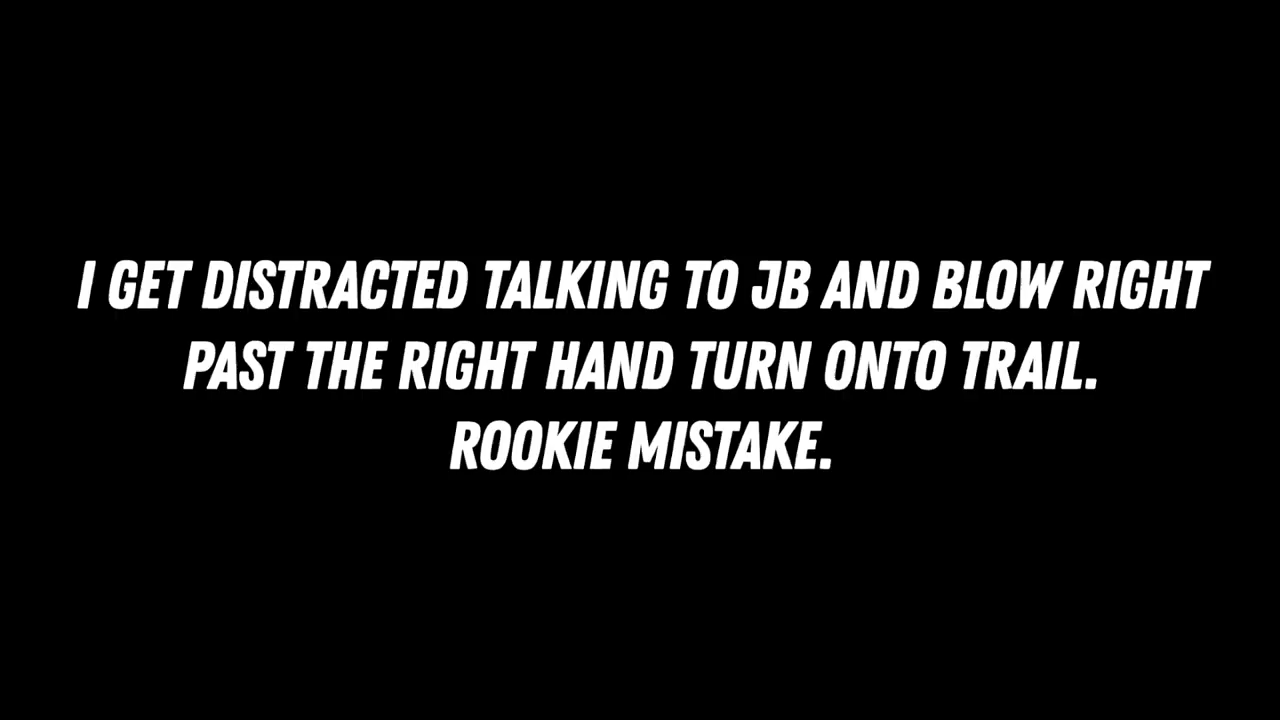 I GET DISTRACTED TALKING TO JB AND BLOW RIGHT
PAST THE RIGHT HAND TURN ONTO TRAIL.
ROOKIE MISTAKE.